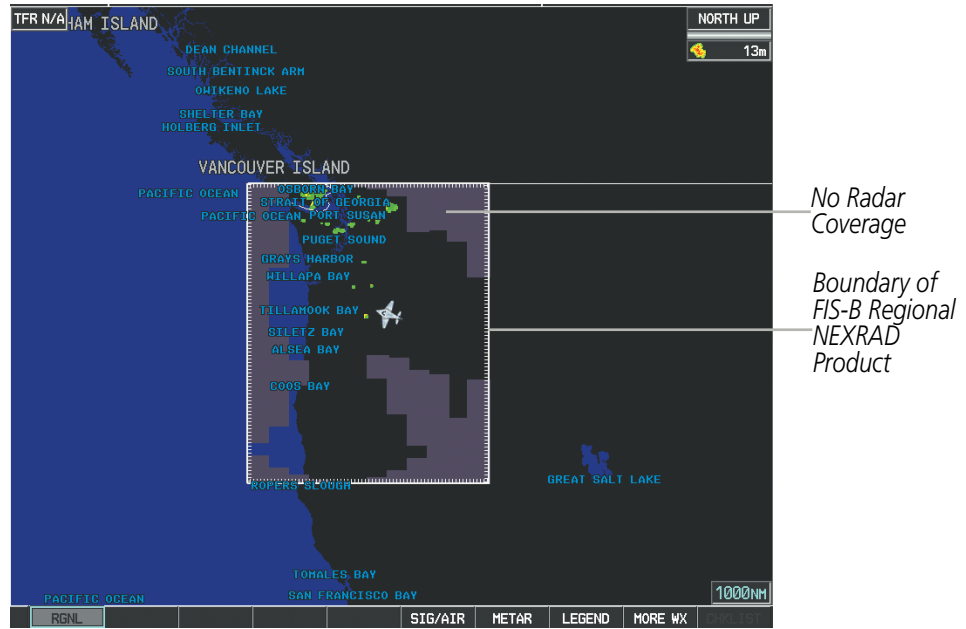 TFR N/A
HAM ISLAND
NORTH UP
13m
DEAN CHANNEL
SOUTH BENTINCK ARM
OWIKENO LAKE
SHELTER BAY
HOLBERG INLET
VANCOUVER ISLAND
PACIFIC OCEAN
OSBORN BAY
STRAIT OF GEORGIA
PACIFIC OCEAN
PORT SUSAN
No Radar
Coverage
PUGET SOUND
GRAYS HARBOR
WILLAPA BAY
Boundary of
FIS-B Regional
NEXRAD
Product
TILLAMOOK BAY
SILETZ BAY
ALSEA BAY
COOS BAY
ROPERS SLOUGH
GREAT SALT LAKE
TOMALES BAY
SAN FRANCISCO BAY
PACIFIC OCEAN
1000NM
RGNL
SIG/AIR
METAR
LEGEND
MORE WX
CHKLIST